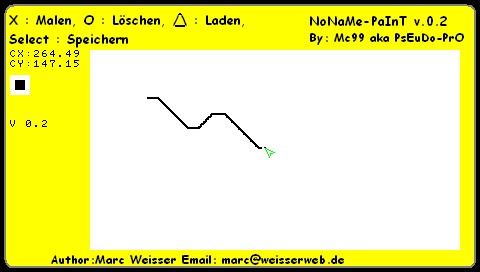 X : Malen, O : Löschen, △ : Laden,
Select : Speichern
NoNaMe-PaInT v.0.2
By: Mc99 aka PsEuDo-PrO
CX:264.49
CY:147.15
V 0.2
Author:Marc Weisser Email: marc@weisserweb.de